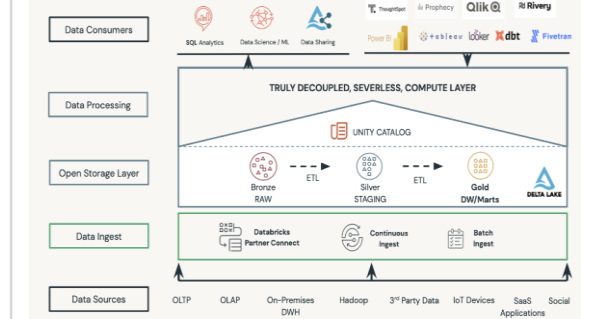 Data Consumers
SQL Analytics
Data Science / ML
Data Sharing
ThoughtSpot
Prophecy
Qlik
Rivery
Power BI
+ableau
looker
dbt
Fivetran
Data Processing
TRULY DECOUPLED, SEVERLESS, COMPUTE LAYER
UNITY CATALOG
Open Storage Layer
Bronze
RAW
ETL
Silver
STAGING
ETL
Gold
DW/Marts
DELTA LAKE
Data Ingest
Databricks
Partner Connect
Continuous
Ingest
Batch
Ingest
Data Sources
OLTP
OLAP
On-Premises
DWH
Hadoop
3rd Party Data
IoT Devices
SaaS
Applications
Social